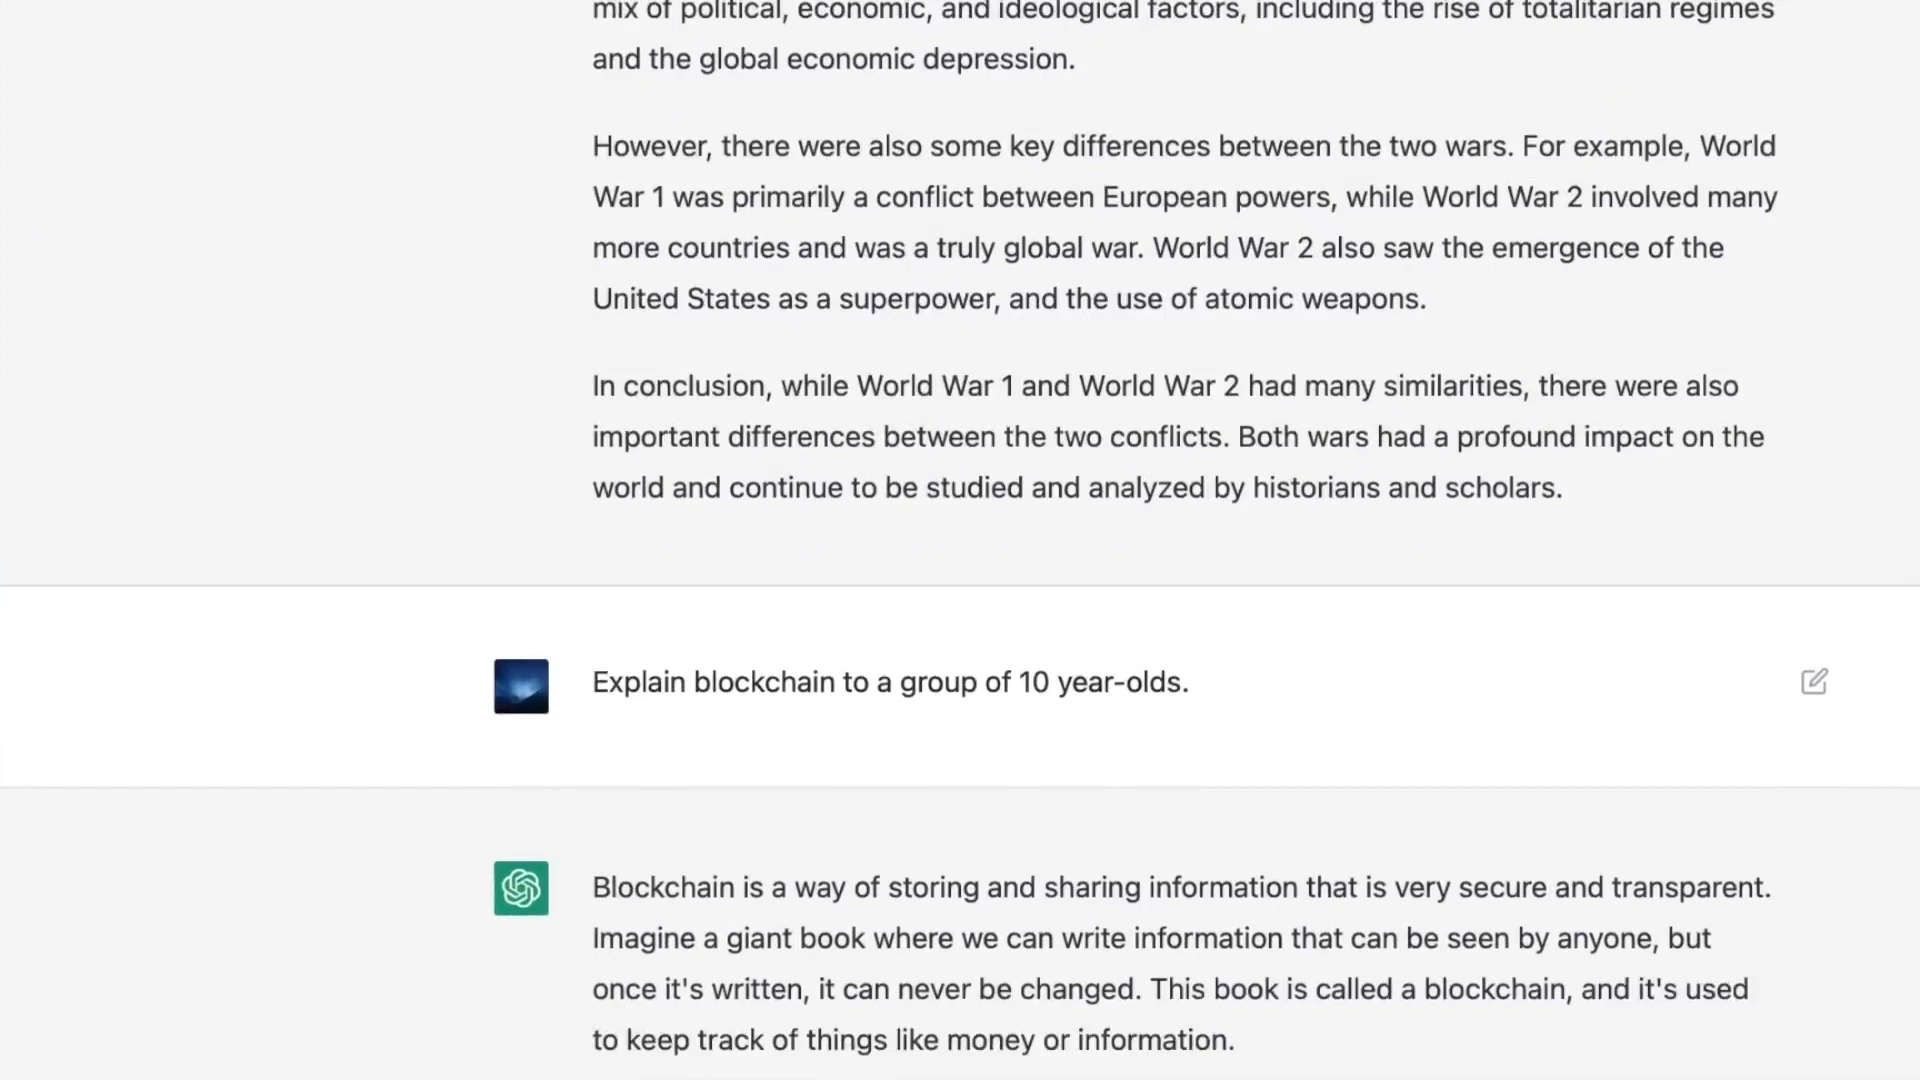 mix of political, economic, and ideological factors, including the rise of totalitarian regimes
and the global economic depression.
However, there were also some key differences between the two wars. For example, World
War 1 was primarily a conflict between European powers, while World War 2 involved many
more countries and was a truly global war. World War 2 also saw the emergence of the
United States as a superpower, and the use of atomic weapons.
In conclusion, while World War 1 and World War 2 had many similarities, there were also
important differences between the two conflicts. Both wars had a profound impact on the
world and continue to be studied and analyzed by historians and scholars.
Explain blockchain to a group of 10 year-olds.
Blockchain is a way of storing and sharing information that is very secure and transparent.
Imagine a giant book where we can write information that can be seen by anyone, but
once it's written, it can never be changed. This book is called a blockchain, and it's used
to keep track of things like money or information.